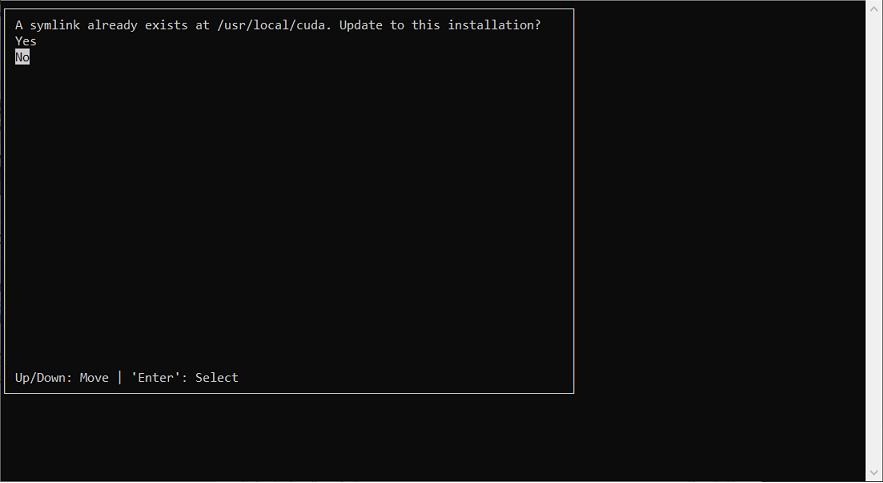 A symlink already exists at /usr/local/cuda. Update to this installation?
Yes
No
Up/Down: Move | 'Enter': Select